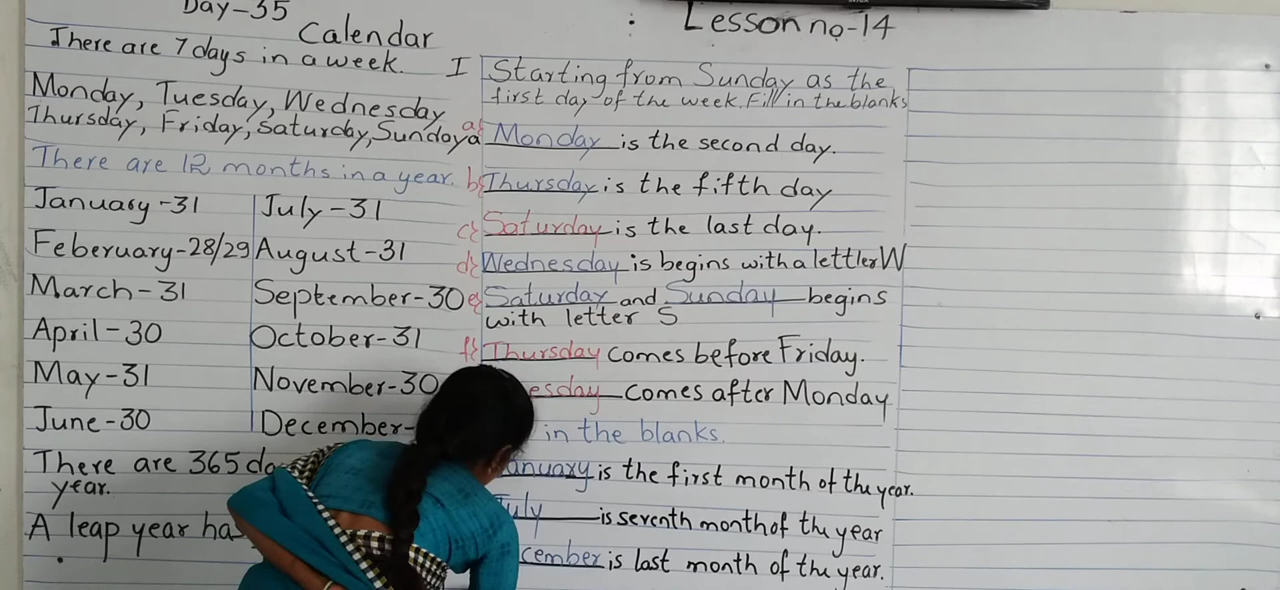 Day-35
Calendar : Lesson no-14
There are 7 days in a week.
Monday, Tuesday, Wednesday
Thursday, Friday, Saturday, Sunday
There are 12 months in a year.
January-31 July-31
Feberuary-28/29 August-31
March-31 September-30
April-30 October-31
May-31 November-30
June-30 December-
There are 365
year.
A leap year has
I Starting from Sunday as the
first day of the week. Fill in the blanks
a) Monday is the second day.
b) Thursday is the fifth day
c) Saturday is the last day.
d) Wednesday is begins with a lettler W
e) Saturday and Sunday begins
with letter S
f) Thursday comes before Friday.
esday comes after Monday
in the blanks.
anuary is the first month of the year.
July is seventh month of the year
cember is last month of the year.